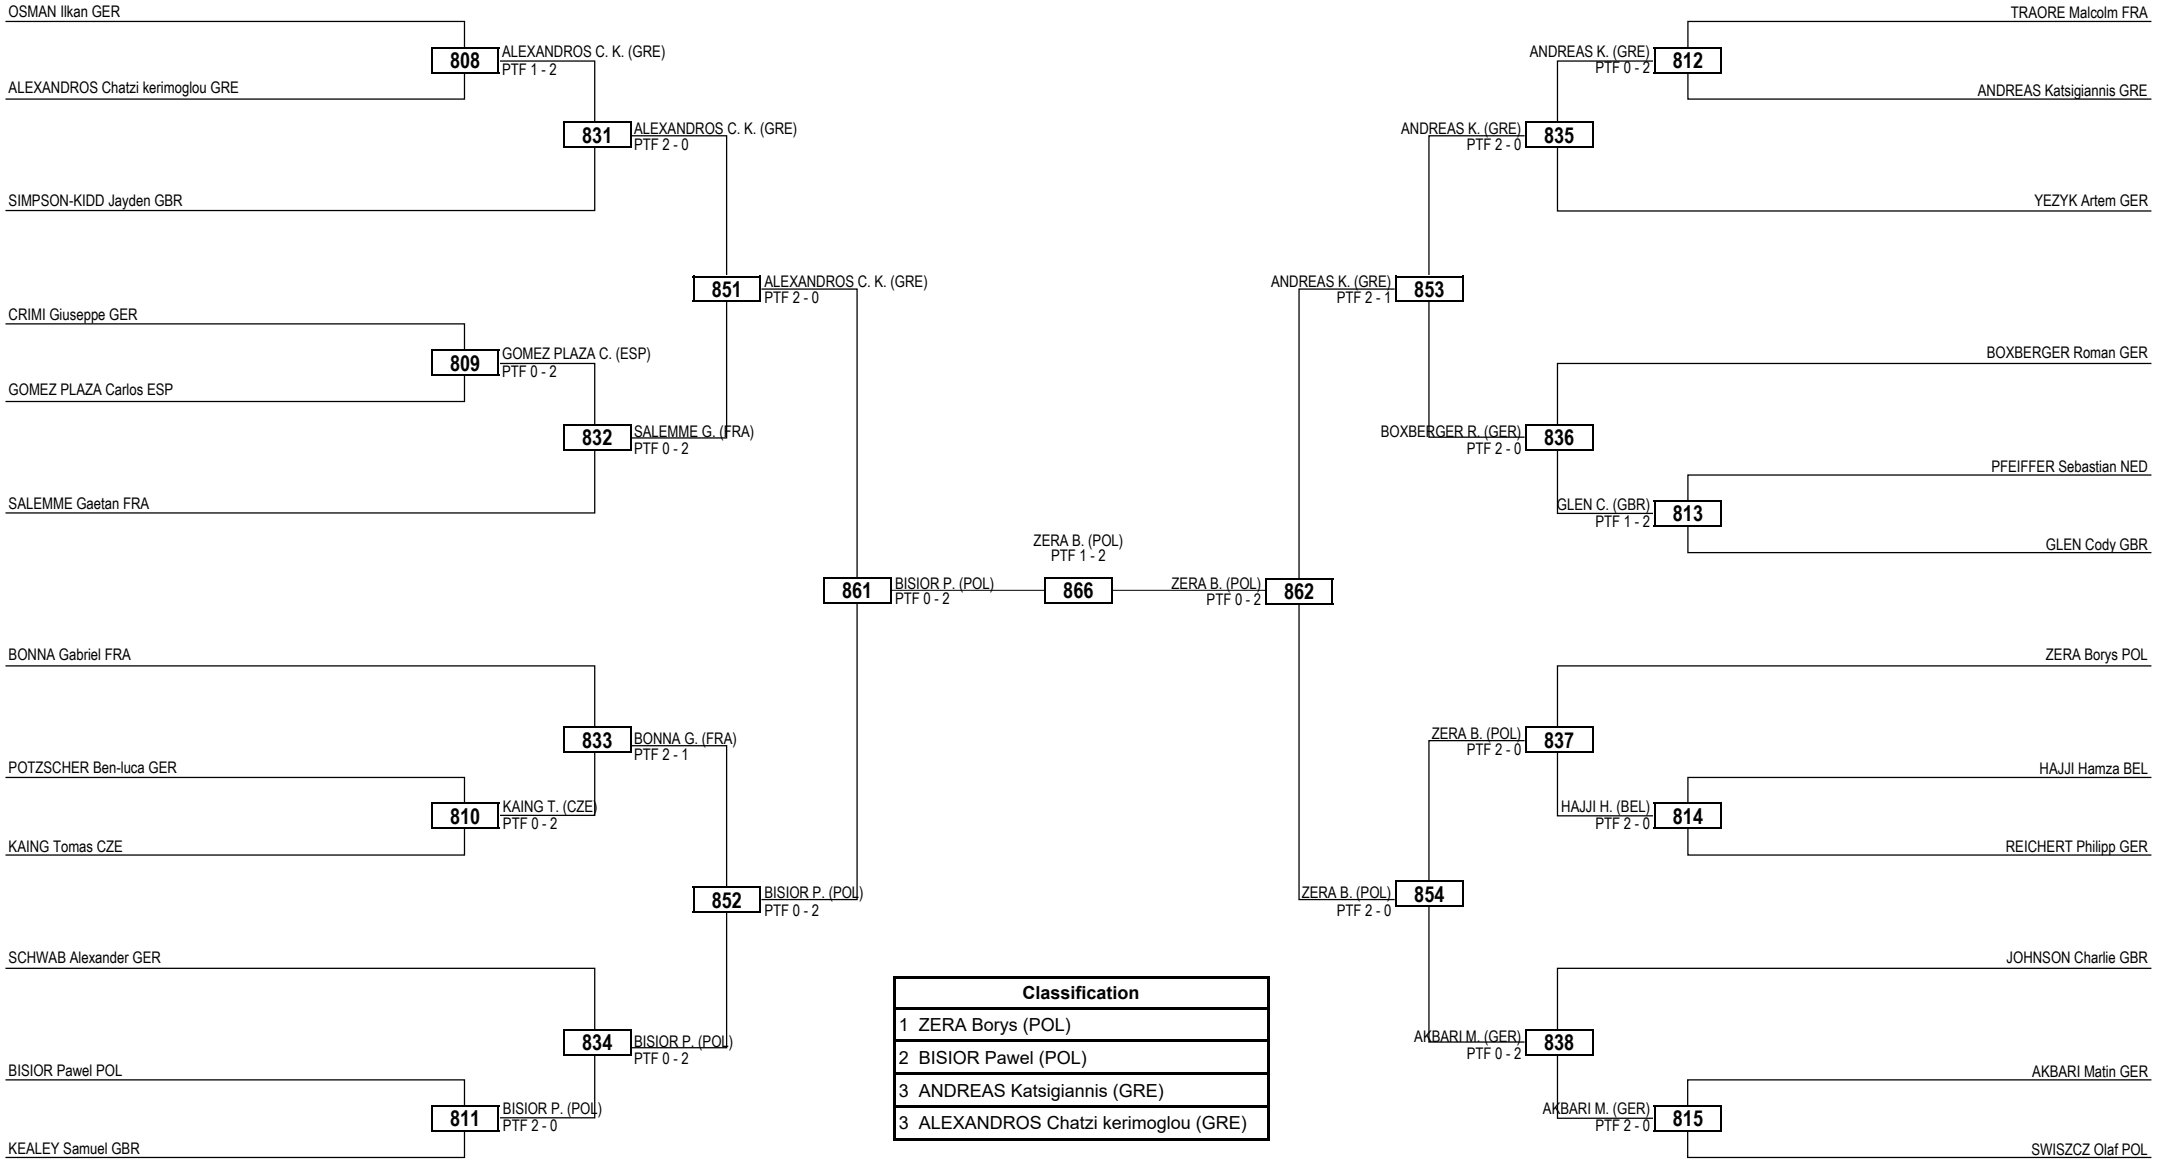 OSMAN Ilkan GER
808
ALEXANDROS C. K. (GRE)
PTF 1 - 2
ALEXANDROS Chatzi kerimoglou GRE
831
ALEXANDROS C. K. (GRE)
PTF 2 - 0
SIMPSON-KIDD Jayden GBR
851
ALEXANDROS C. K. (GRE)
PTF 2 - 0
CRIMI Giuseppe GER
809
GOMEZ PLAZA C. (ESP)
PTF 0 - 2
GOMEZ PLAZA Carlos ESP
832
SALEMME G. (FRA)
PTF 0 - 2
SALEMME Gaetan FRA
861
BISIOR P. (POL)
PTF 0 - 2
BONNA Gabriel FRA
833
BONNA G. (FRA)
PTF 2 - 1
POTZSCHER Ben-luca GER
810
KAING T. (CZE)
PTF 0 - 2
KAING Tomas CZE
852
BISIOR P. (POL)
PTF 0 - 2
SCHWAB Alexander GER
834
BISIOR P. (POL)
PTF 0 - 2
BISIOR Pawel POL
811
BISIOR P. (POL)
PTF 2 - 0
KEALEY Samuel GBR
ZERA B. (POL)
PTF 1 - 2
866
TRAORE Malcolm FRA
ANDREAS K. (GRE)
PTF 0 - 2
812
ANDREAS Katsigiannis GRE
ANDREAS K. (GRE)
PTF 2 - 0
835
YEZYK Artem GER
ANDREAS K. (GRE)
PTF 2 - 1
853
BOXBERGER Roman GER
BOXBERGER R. (GER)
PTF 2 - 0
836
PFEIFFER Sebastian NED
GLEN C. (GBR)
PTF 1 - 2
813
GLEN Cody GBR
ZERA B. (POL)
PTF 0 - 2
862
ZERA Borys POL
ZERA B. (POL)
PTF 2 - 0
837
HAJJI Hamza BEL
HAJJI H. (BEL)
PTF 2 - 0
814
REICHERT Philipp GER
ZERA B. (POL)
PTF 2 - 0
854
JOHNSON Charlie GBR
AKBARI M. (GER)
PTF 0 - 2
838
AKBARI Matin GER
AKBARI M. (GER)
PTF 2 - 0
815
SWISZCZ Olaf POL
Classification
1 ZERA Borys (POL)
2 BISIOR Pawel (POL)
3 ANDREAS Katsigiannis (GRE)
3 ALEXANDROS Chatzi kerimoglou (GRE)